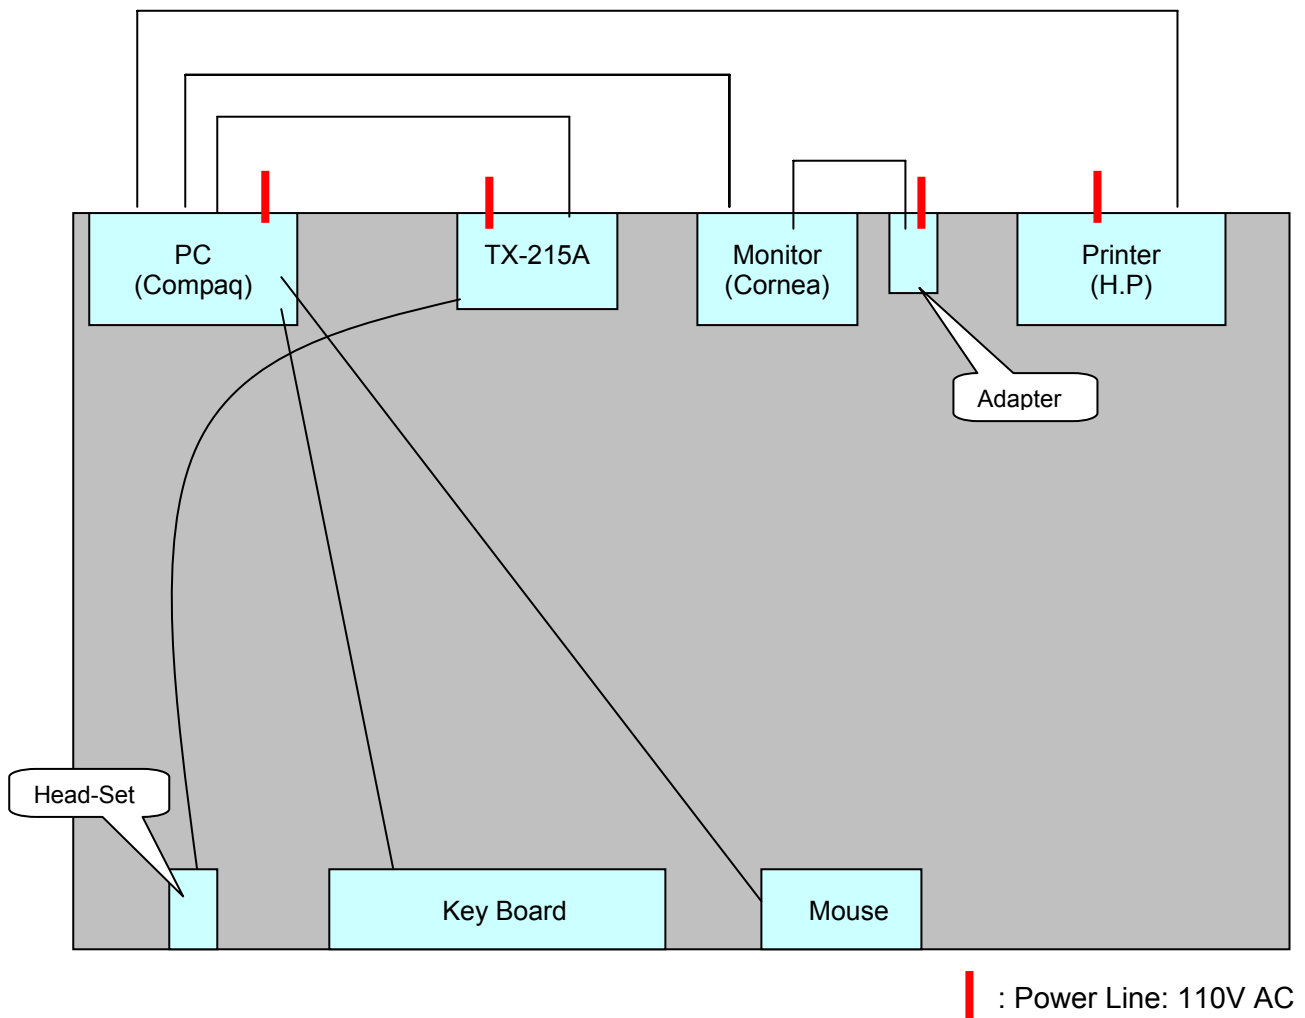 PC
(Compaq)
TX-215A
Monitor
(Cornea)
Printer
(H.P)
Adapter
Head-Set
Key Board
Mouse
: Power Line: 110V AC